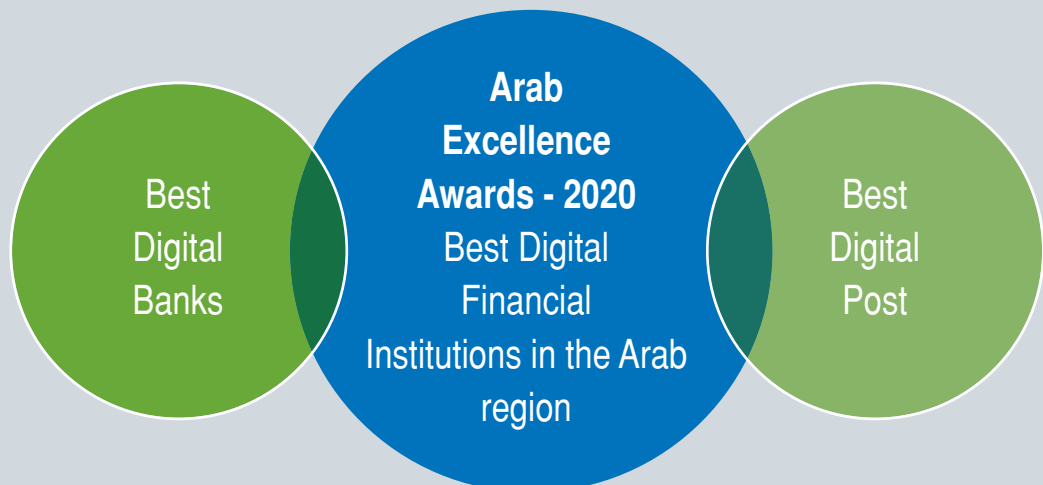 Best
Digital
Banks
Arab
Excellence
Awards - 2020
Best Digital
Financial
Institutions in the Arab
region
Best
Digital
Post